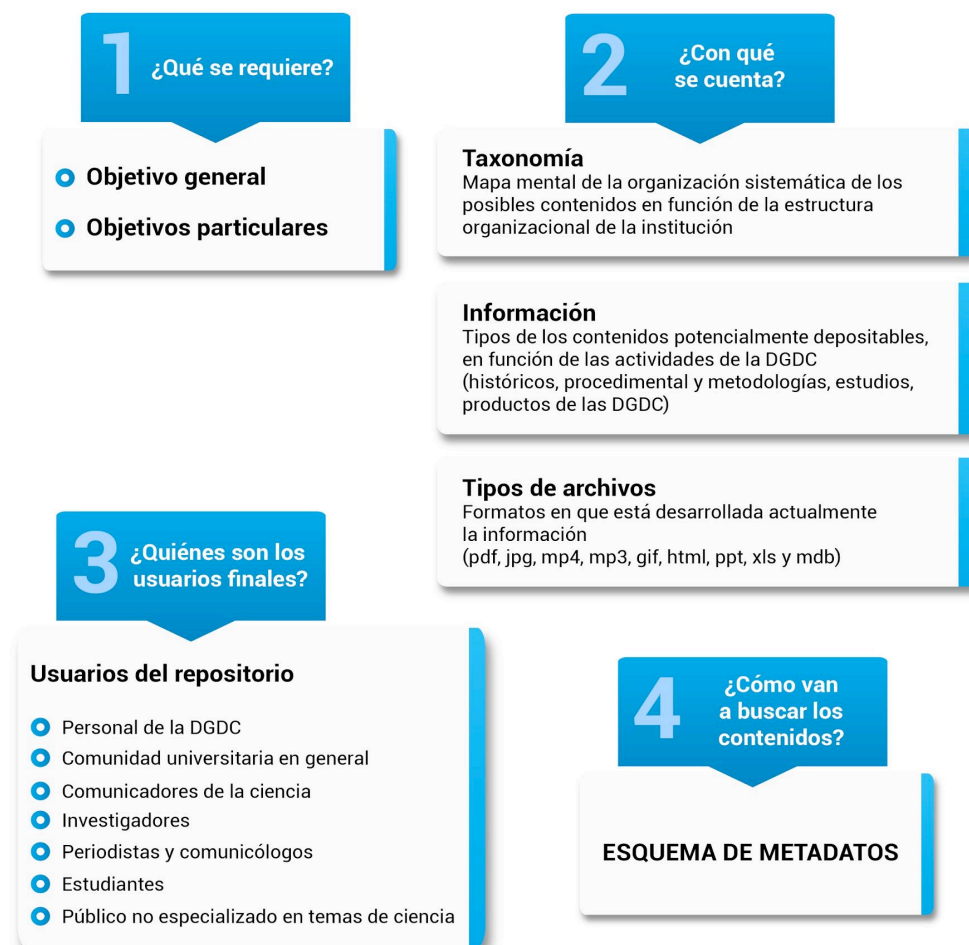 1
¿Qué se requiere?
Objetivo general
Objetivos particulares
2
¿Con qué
se cuenta?
Taxonomía
Mapa mental de la organización sistemática de los
posibles contenidos en función de la estructura
organizacional de la institución
Información
Tipos de los contenidos potencialmente depositables,
en función de las actividades de la DGDC
(históricos, procedimental y metodologías, estudios,
productos de las DGDC)
Tipos de archivos
Formatos en que está desarrollada actualmente
la información
(pdf, jpg, mp4, mp3, gif, html, ppt, xls y mdb)
3
¿Quiénes son los
usuarios finales?
Usuarios del repositorio
Personal de la DGDC
Comunidad universitaria en general
Comunicadores de la ciencia
Investigadores
Periodistas y comunicólogos
Estudiantes
Público no especializado en temas de ciencia
4
¿Cómo van
a buscar los
contenidos?
ESQUEMA DE METADATOS